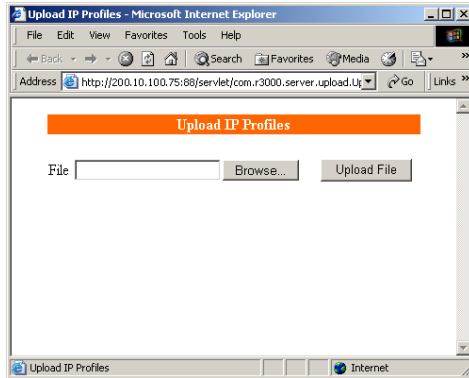 Upload IP Profiles - Microsoft Internet Explorer
File Edit View Favorites Tools Help
Back Search Favorites Media »
Address http://200.10.100.75:88/servlet/com.r3000.server.upload.Up Go Links »
Upload IP Profiles
File Browse... Upload File
Upload IP Profiles Internet